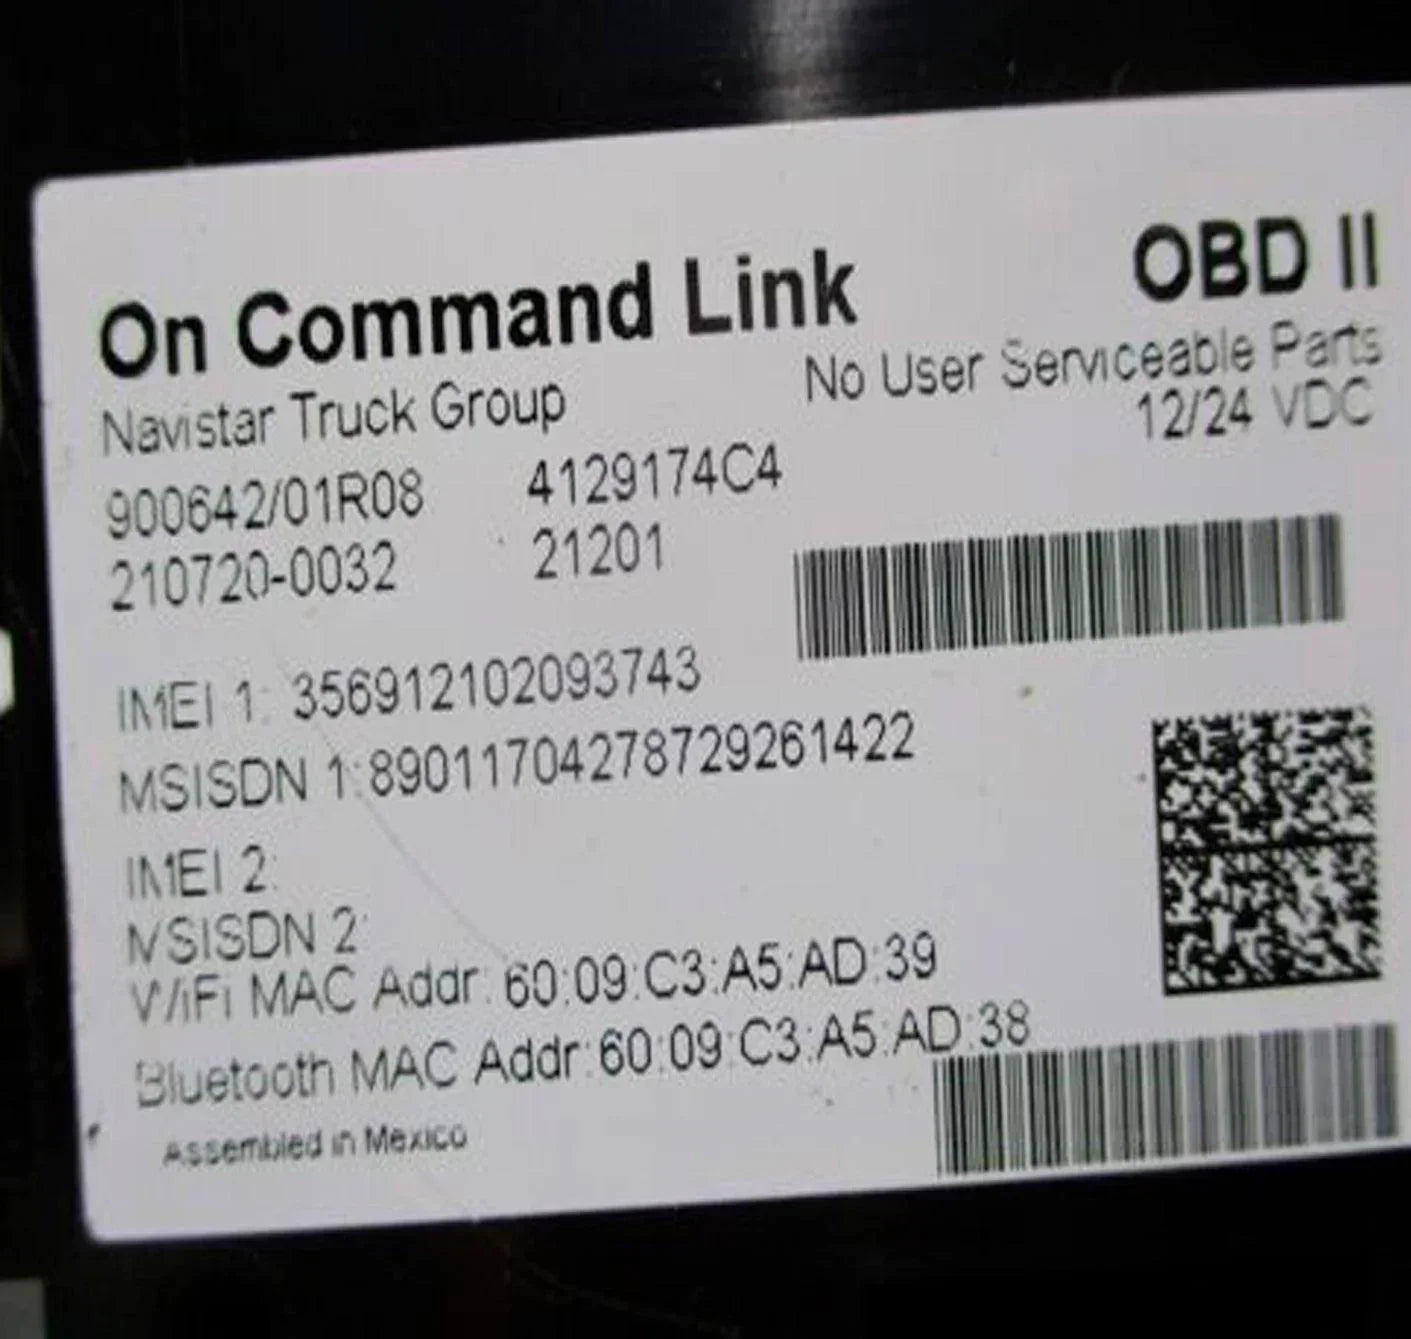 On Command Link
OBD II
Navistar Truck Group
No User Serviceable Parts
12/24 VDC
900642/01R08 4129174C4
210720-0032 21201
IMEI 1: 356912102093743
MSISDN 1:89011704278729261422
IMEI 2:
MSISDN 2:
WiFi MAC Addr: 60:09:C3:A5:AD:39
Bluetooth MAC Addr:60:09:C3:A5:AD:38
Assembled in Mexico